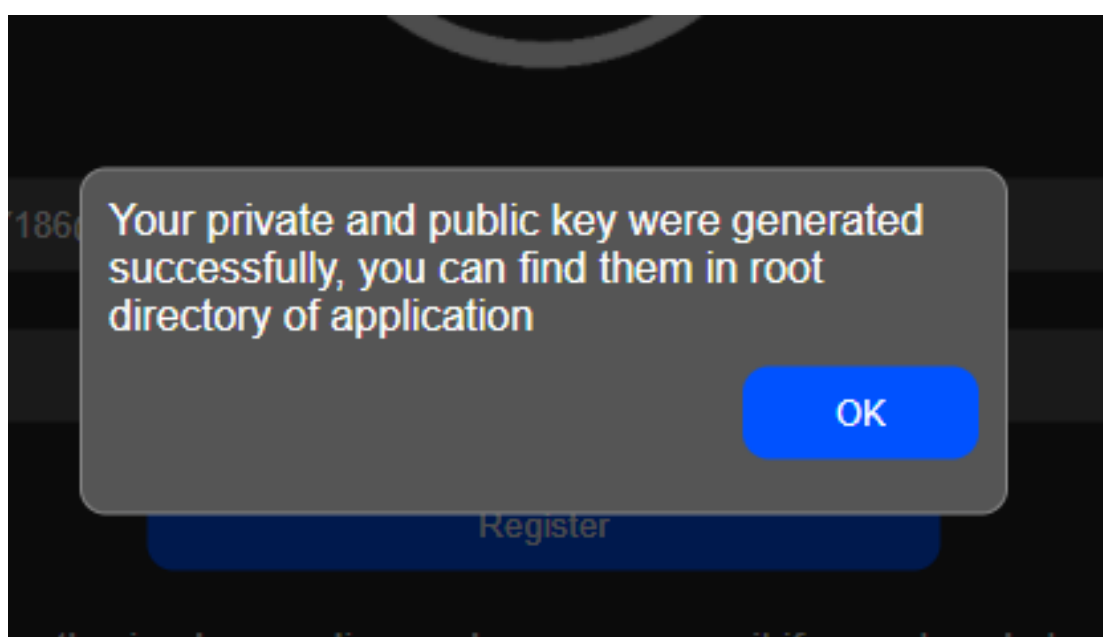 Your private and public key were generated
successfully, you can find them in root
directory of application
OK
Register